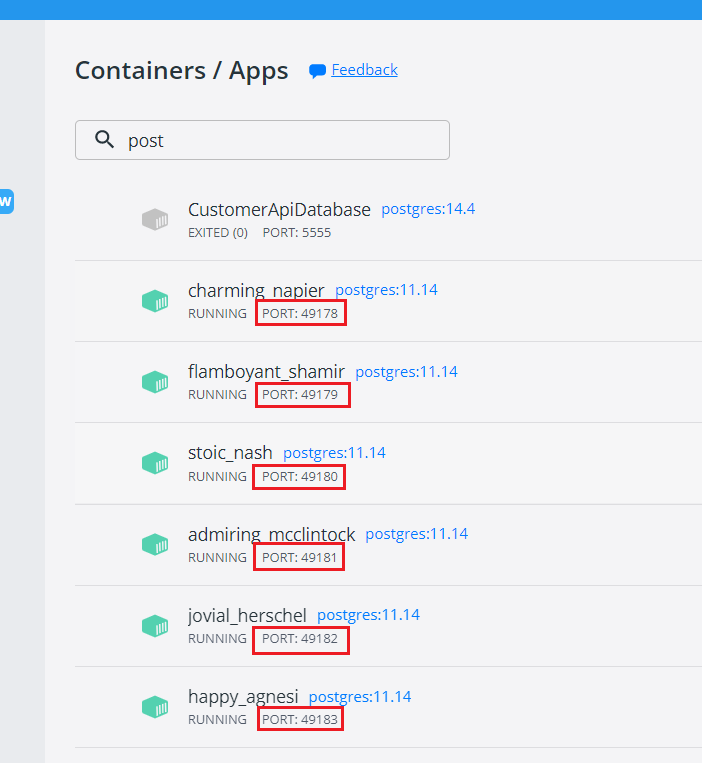 Containers / Apps Feedback
post
W
CustomerApiDatabase postgres:14.4
EXITED (0) PORT: 5555
charming_napier postgres:11.14
RUNNING PORT: 49178
flamboyant_shamir postgres:11.14
RUNNING PORT: 49179
stoic_nash postgres:11.14
RUNNING PORT: 49180
admiring_mcclintock postgres:11.14
RUNNING PORT: 49181
jovial_herschel postgres:11.14
RUNNING PORT: 49182
happy_agnesi postgres:11.14
RUNNING PORT: 49183